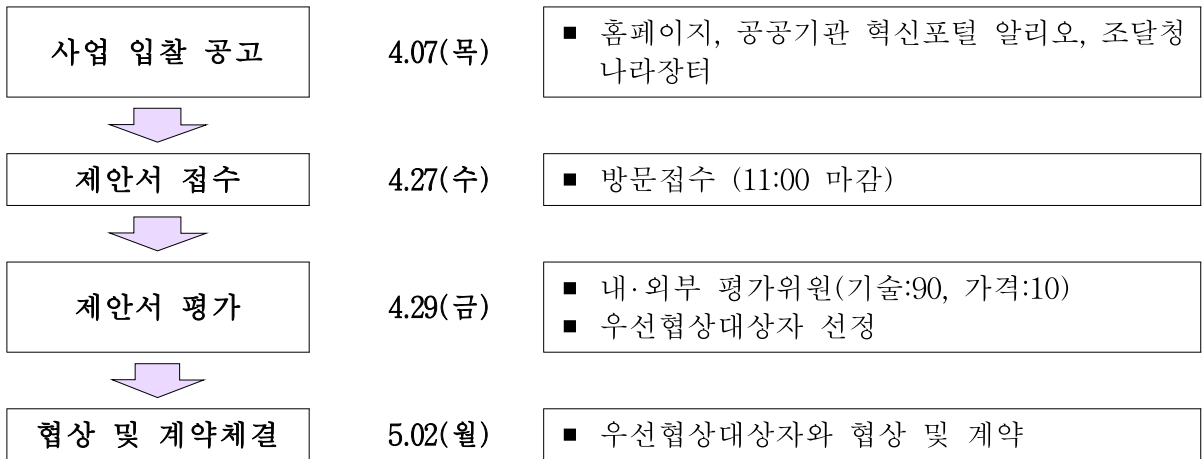 사업 입찰 공고
4.07(목)
■ 홈페이지, 공공기관 혁신포털 알리오, 조달청
나라장터
제안서 접수
4.27(수)
■ 방문접수 (11:00 마감)
제안서 평가
4.29(금)
■ 내·외부 평가위원(기술:90, 가격:10)
■ 우선협상대상자 선정
협상 및 계약체결
5.02(월)
■ 우선협상대상자와 협상 및 계약